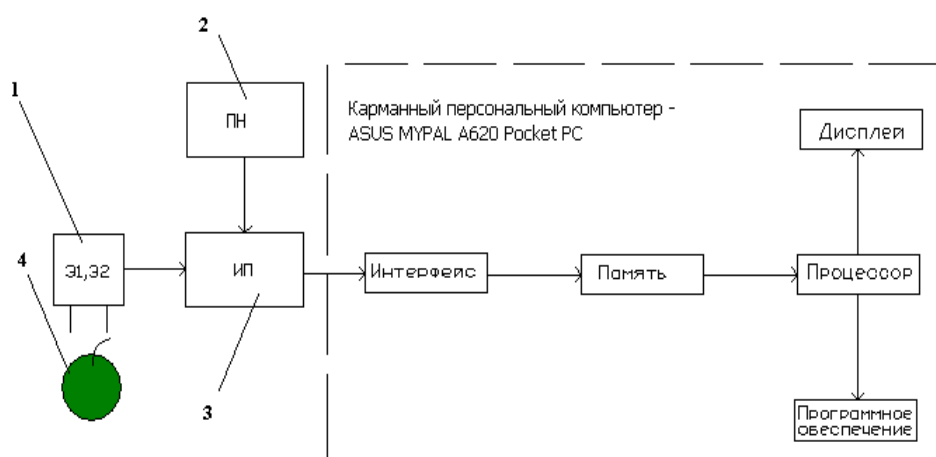 2
1
ПН
Карманный персональный компьютер -
ASUS MYPAL A620 Pocket PC
Дисплей
4
Э1,Э2
ИП
Интерфейс
Память
Процессор
3
Программное
обеспечение